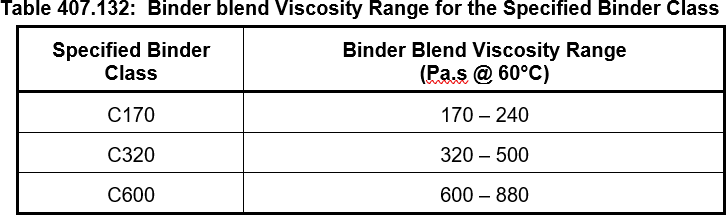 Table 407.132:  Binder blend Viscosity Range for the Specified Binder Class
Specified Binder Class
Binder Blend Viscosity Range (Pa.s @ 60°C)
C170 170 – 240
C320 320 – 500
C600 600 – 880